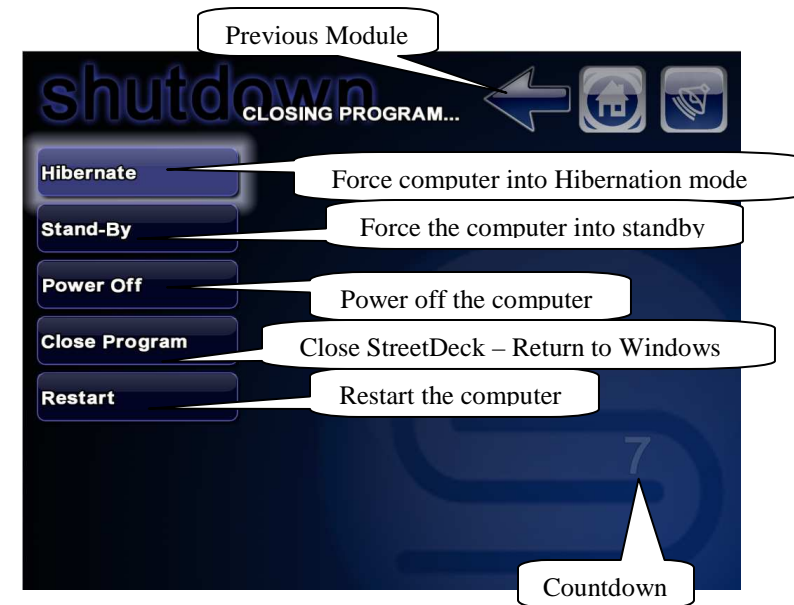 Previous Module
shutdown
CLOSING PROGRAM...
Hibernate
Force computer into Hibernation mode
Stand-By
Force the computer into standby
Power Off
Power off the computer
Close Program
Close StreetDeck – Return to Windows
Restart
Restart the computer
7
Countdown